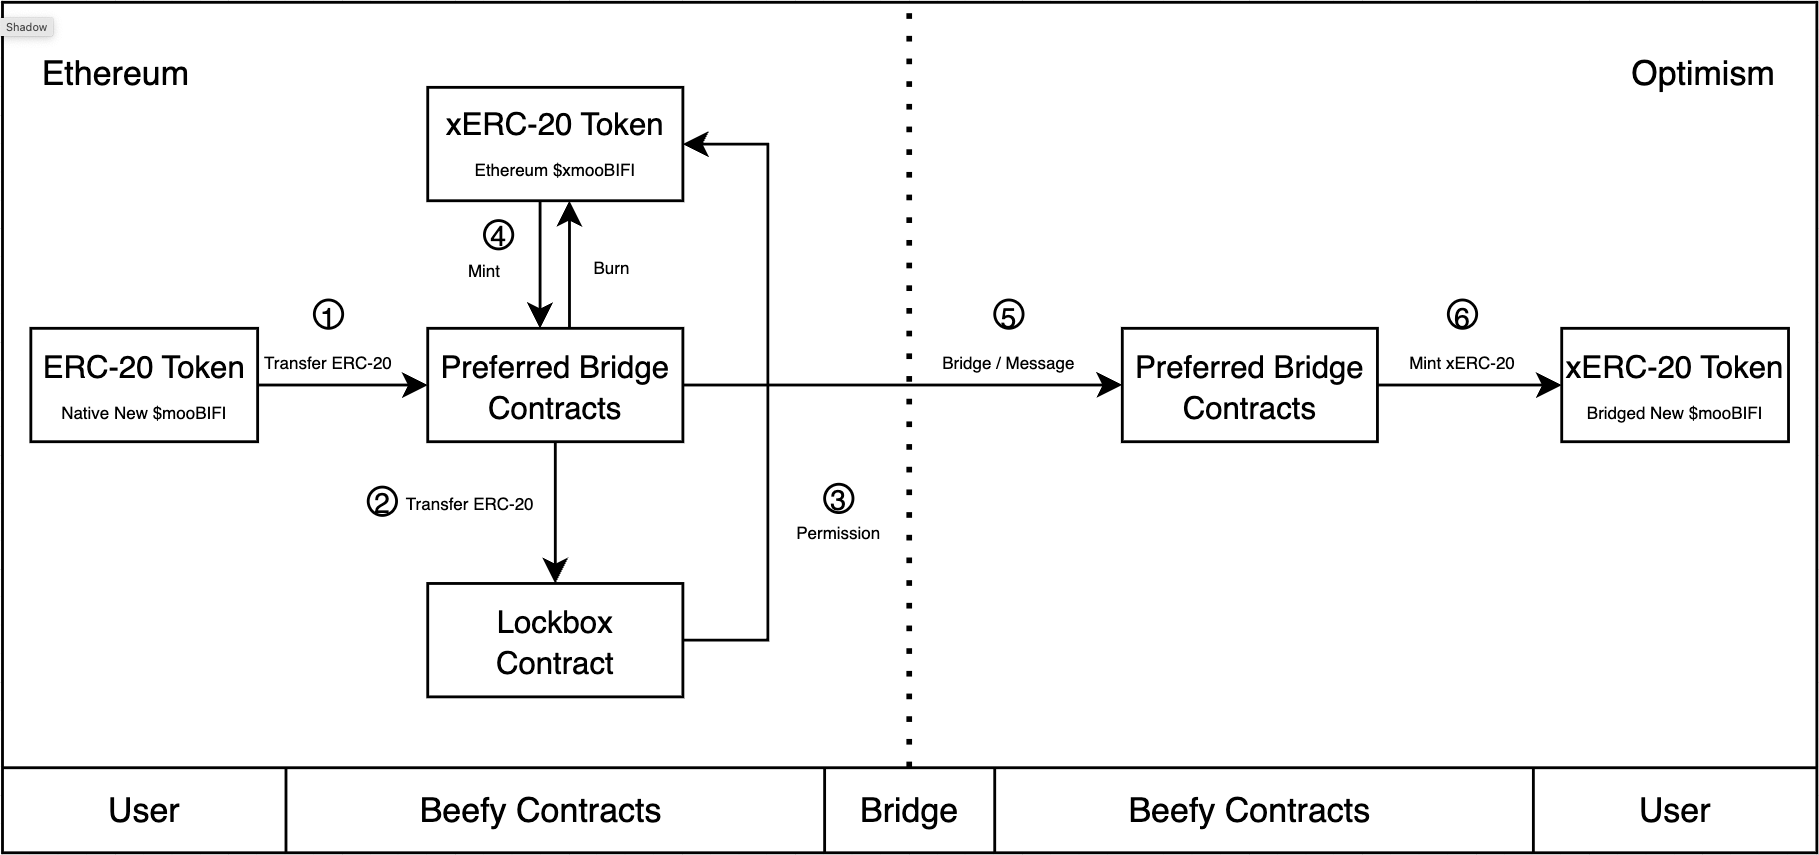 Shadow
Ethereum
Optimism
xERC-20 Token
Ethereum $xmooBIFI
4
Mint
Burn
1
Transfer ERC-20
ERC-20 Token
Native New $mooBIFI
Preferred Bridge
Contracts
5
Bridge / Message
Preferred Bridge
Contracts
6
Mint xERC-20
xERC-20 Token
Bridged New $mooBIFI
2 Transfer ERC-20
3
Permission
Lockbox
Contract
User
Beefy Contracts
Bridge
Beefy Contracts
User